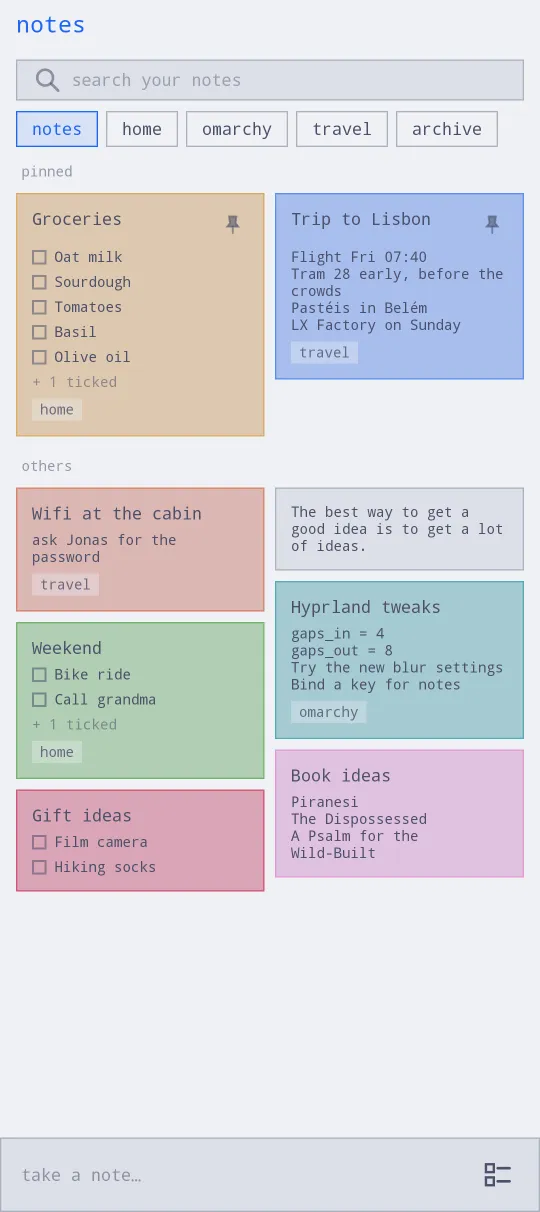 notes
search your notes
notes
home
omarchy
travel
archive
pinned
Groceries
Oat milk
Sourdough
Tomatoes
Basil
Olive oil
+ 1 ticked
home
Trip to Lisbon
Flight Fri 07:40
Tram 28 early, before the
crowds
Pastéis in Belém
LX Factory on Sunday
travel
others
Wifi at the cabin
ask Jonas for the
password
travel
Weekend
Bike ride
Call grandma
+ 1 ticked
home
Gift ideas
Film camera
Hiking socks
The best way to get a
good idea is to get a lot
of ideas.
Hyprland tweaks
gaps_in = 4
gaps_out = 8
Try the new blur settings
Bind a key for notes
omarchy
Book ideas
Piranesi
The Dispossessed
A Psalm for the
Wild-Built
take a note…